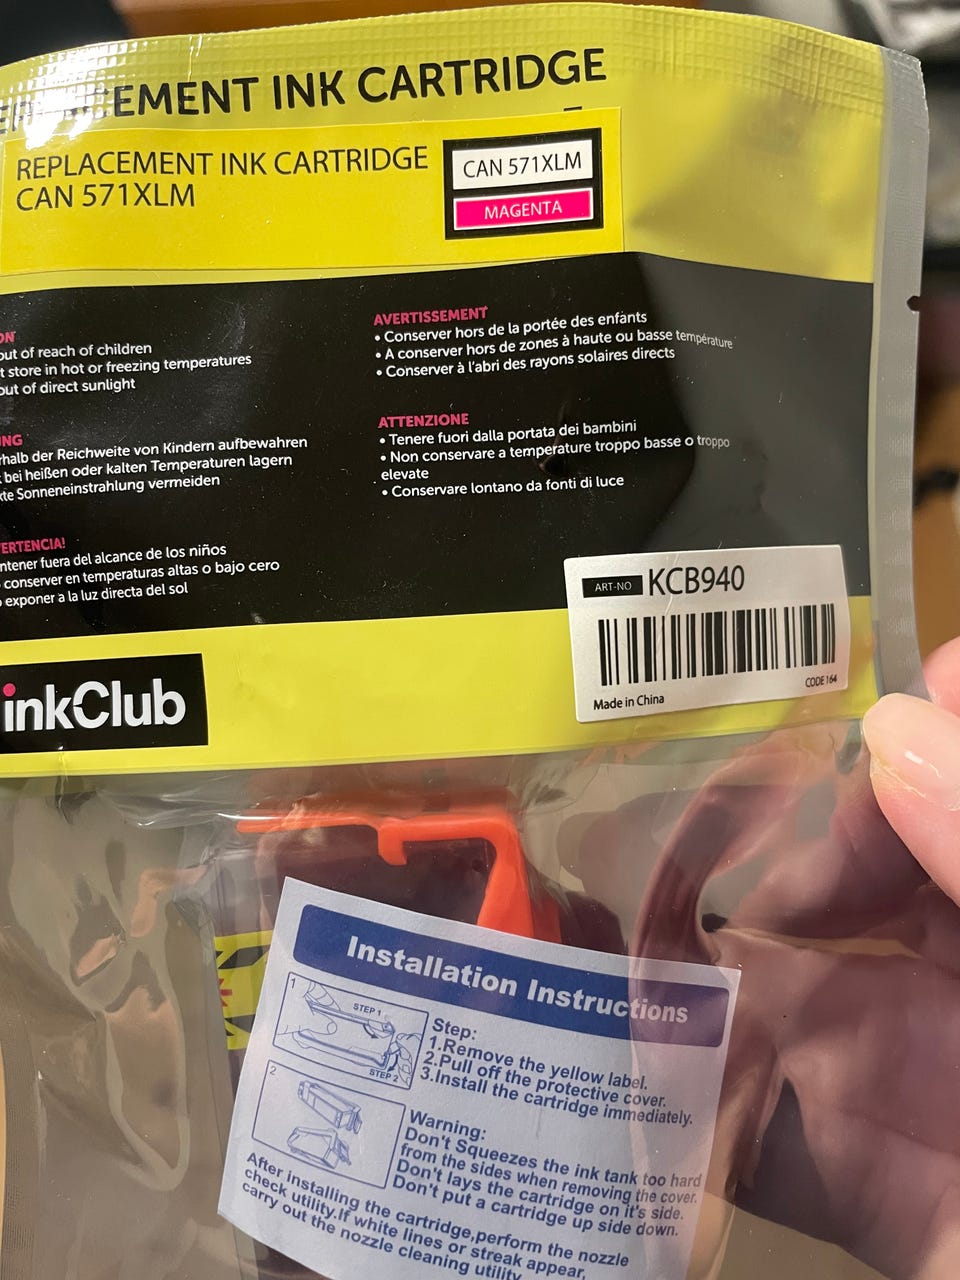 EMENT INK CARTRIDGE
REPLACEMENT INK CARTRIDGE
CAN 571XLM
CAN 571XLM
MAGENTA
ON
out of reach of children
t store in hot or freezing temperatures
out of direct sunlight
NG
rhalb der Reichweite von Kindern aufbewahren
t bei heißen oder kalten Temperaturen lagern
kte Sonneneinstrahlung vermeiden
ERTENCIA!
ntener fuera del alcance de los niños
conserver en temperaturas altas o bajo cero
o exponer a la luz directa del sol
AVERTISSEMENT
• Conserver hors de la portée des enfants
• A conserver hors de zones à haute ou basse température
• Conserver à l'abri des rayons solaires directs
ATTENZIONE
• Tenere fuori dalla portata dei bambini
• Non conservare a temperature troppo basse o troppo
elevate
• Conservare lontano da fonti di luce
ART-NO KCB940
Made in China
CODE 164
inkClub
Installation Instructions
1
STEP 1
STEP 2
2
Step:
1.Remove the yellow label.
2.Pull off the protective cover.
3.Install the cartridge immediately.
Warning:
Don't Squeezes the ink tank too hard
from the sides when removing the cover.
Don't lays the cartridge on it's side.
Don't put a cartridge up side down.
After installing the cartridge,perform the nozzle
check utility.If white lines or streak appear,
carry out the nozzle cleaning utility